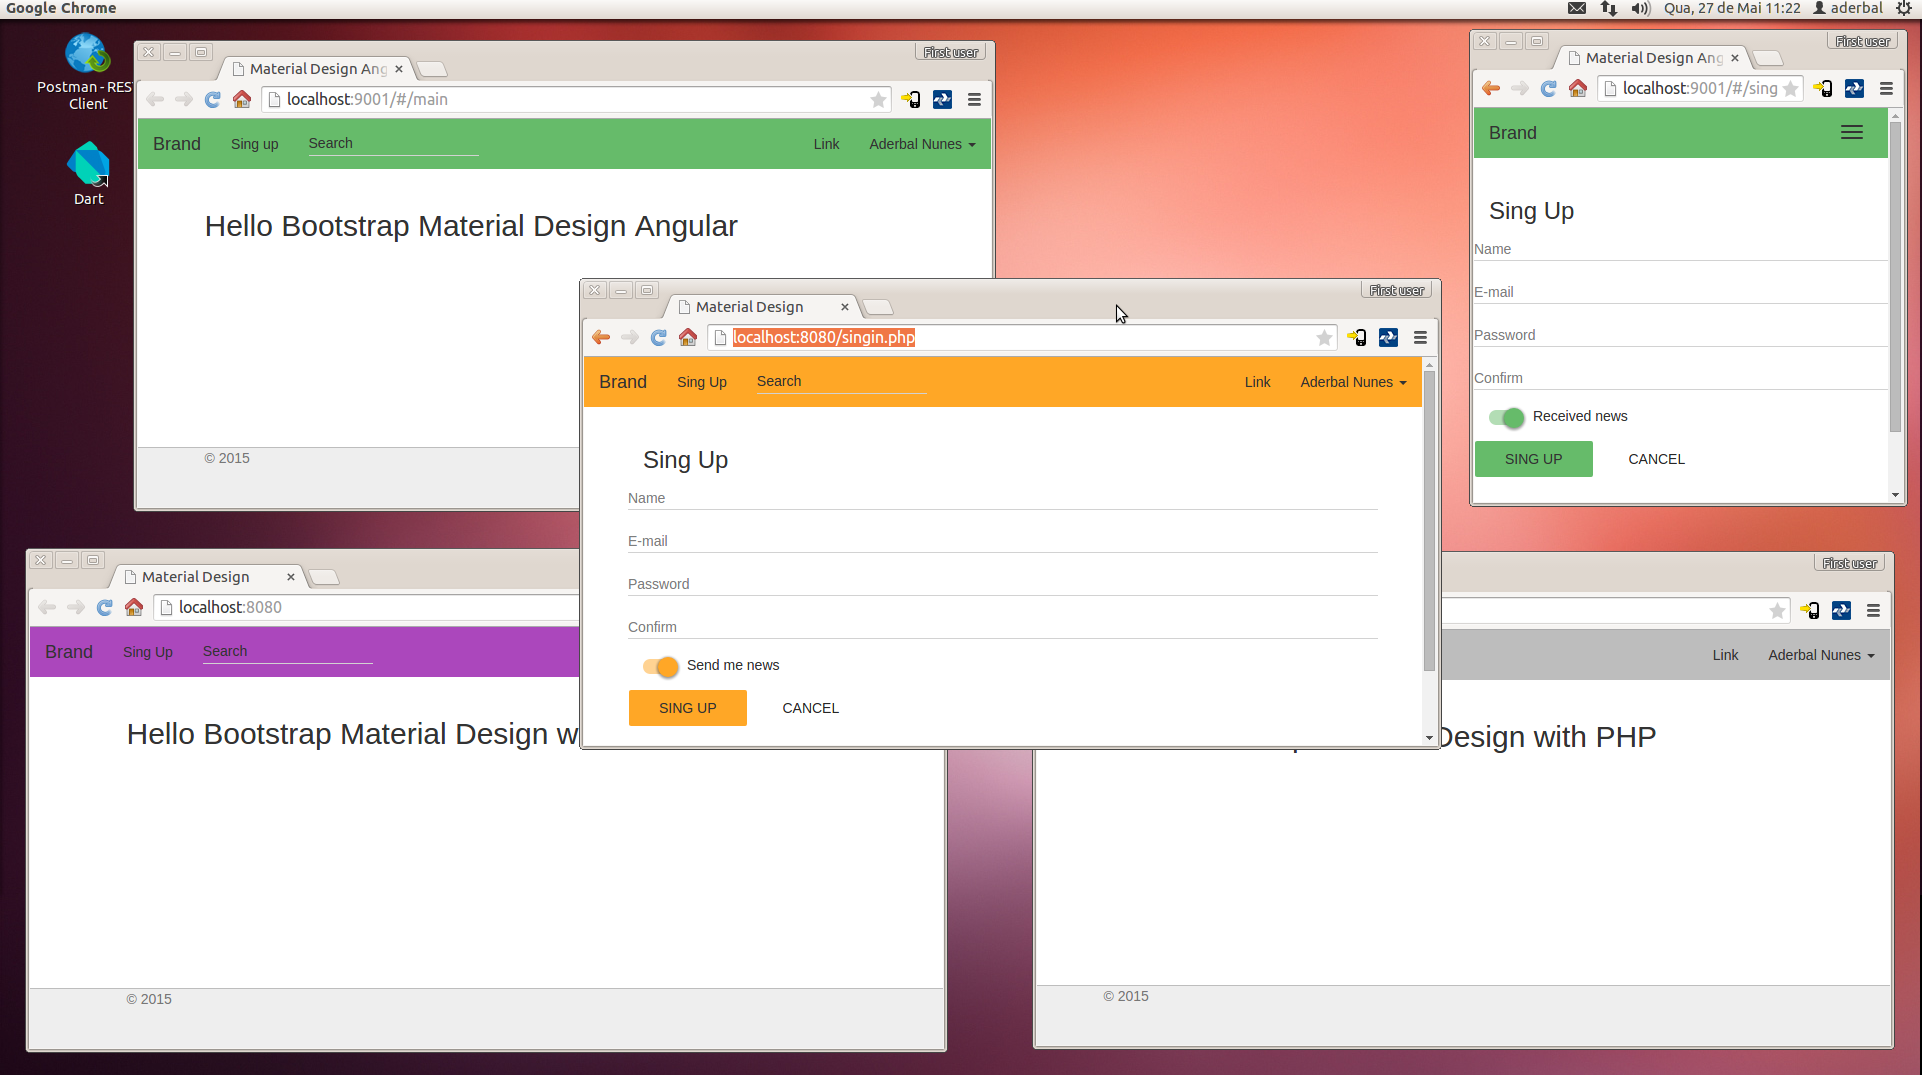 Google Chrome
Qua, 27 de Mai 11:22 aderbal
Postman - RES
Client
Dart
First user
Material Design Ang
localhost:9001/#/main
Brand Sing up Search Link Aderbal Nunes
Hello Bootstrap Material Design Angular
© 2015
First user
Material Design Ang
localhost:9001/#/sing
Brand
Sing Up
Name
E-mail
Password
Confirm
Received news
SING UP CANCEL
First user
Material Design
localhost:8080/singin.php
Brand Sing Up Search Link Aderbal Nunes
Sing Up
Name
E-mail
Password
Confirm
Send me news
SING UP CANCEL
Material Design
localhost:8080
Brand Sing Up Search
Hello Bootstrap Material Design w
© 2015
First user
Link Aderbal Nunes
Design with PHP
© 2015